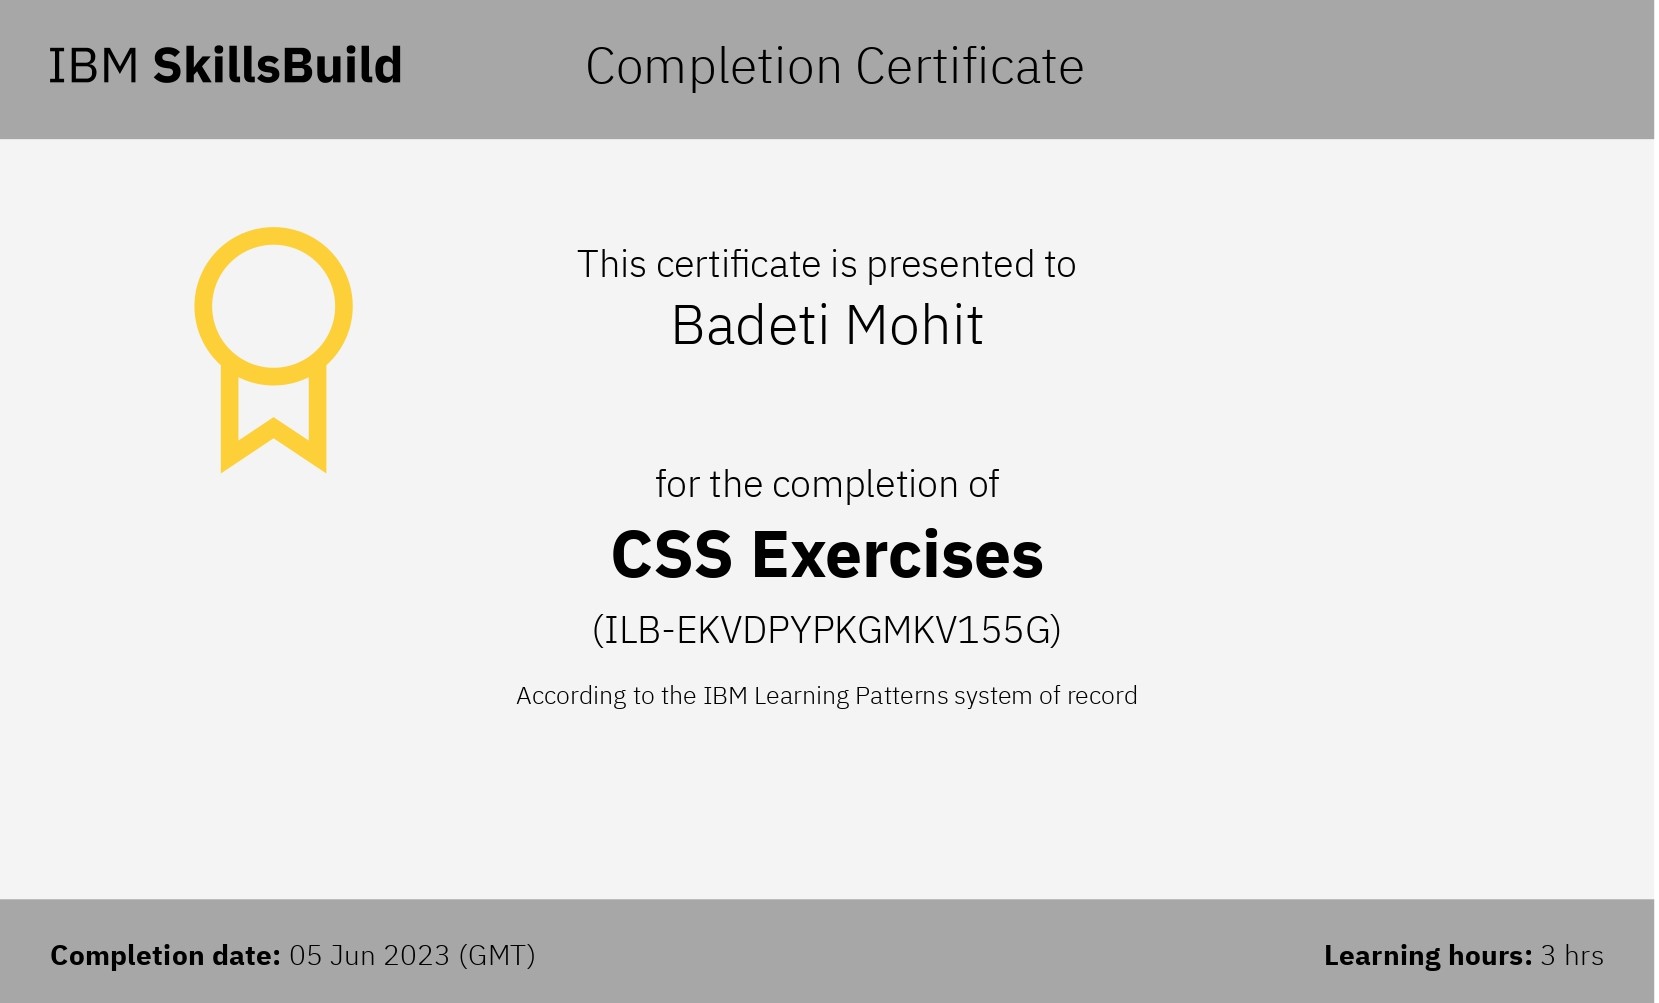 IBM SkillsBuild
Completion Certificate
This certificate is presented to
Badeti Mohit
for the completion of
CSS Exercises
(ILB-EKVDPYPKGMKV155G)
According to the IBM Learning Patterns system of record
Completion date: 05 Jun 2023 (GMT)
Learning hours: 3 hrs